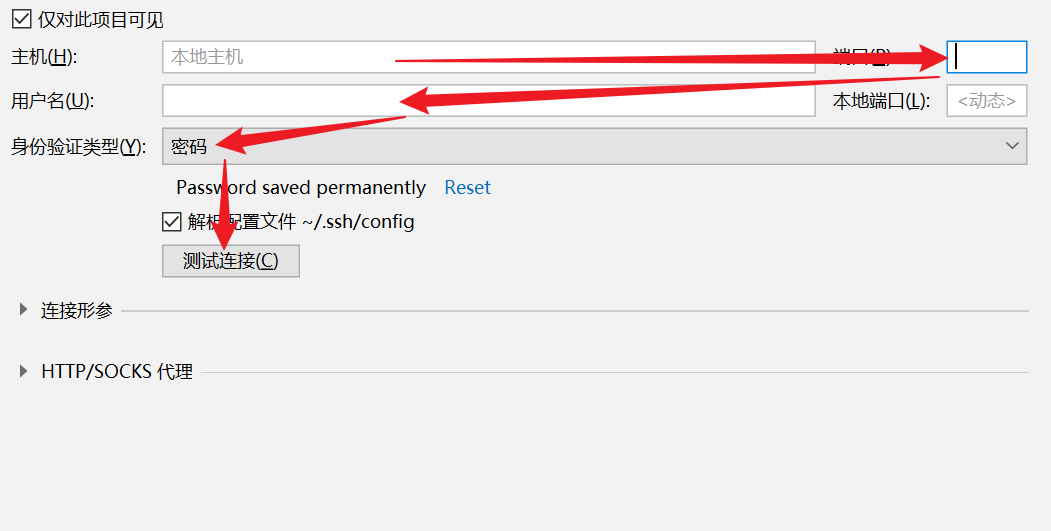 仅对此项目可见
主机(H): 本地主机 端口(P):
用户名(U): 本地端口(L): <动态>
身份验证类型(Y): 密码
Password saved permanently Reset
解析配置文件 ~/.ssh/config
测试连接(C)
连接形参
HTTP/SOCKS 代理